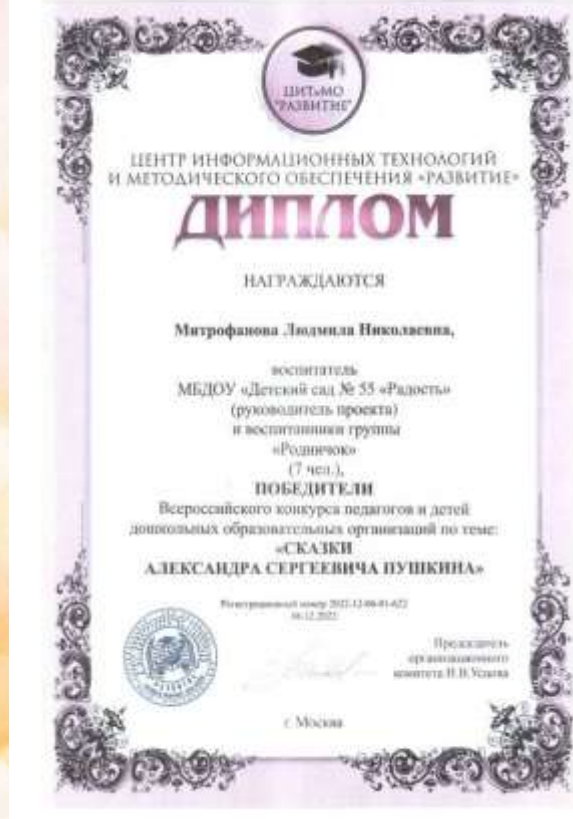 ЦИТиМО
"РАЗВИТИЕ"
ЦЕНТР ИНФОРМАЦИОННЫХ ТЕХНОЛОГИЙ
И МЕТОДИЧЕСКОГО ОБЕСПЕЧЕНИЯ «РАЗВИТИЕ»
ДИПЛОМ
НАГРАЖДАЮТСЯ
Митрофанова Людмила Николаевна,
воспитатель
МБДОУ «Детский сад № 55 «Радость»
(руководитель проекта)
и воспитанники группы
«Родничок»
(7 чел.),
ПОБЕДИТЕЛИ
Всероссийского конкурса педагогов и детей
дошкольных образовательных организаций по теме:
«СКАЗКИ
АЛЕКСАНДРА СЕРГЕЕВИЧА ПУШКИНА»
Регистрационный номер
Председатель
организационного
комитета
г. Москва